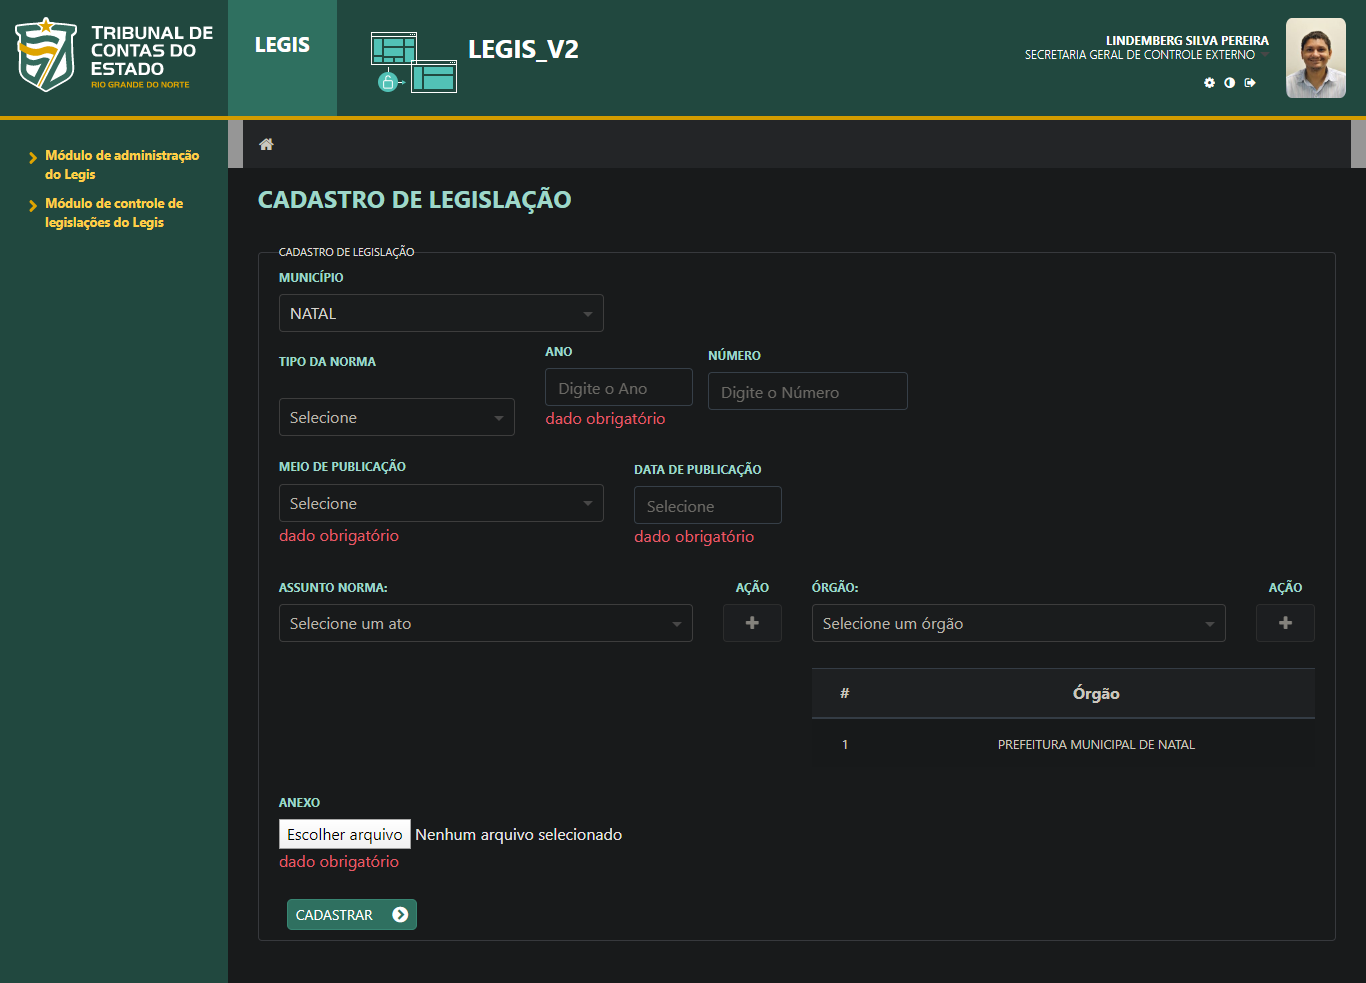 TRIBUNAL DE
CONTAS DO
ESTADO
RIO GRANDE DO NORTE
LEGIS
LEGIS_V2
LINDEMBERG SILVA PEREIRA
SECRETARIA GERAL DE CONTROLE EXTERNO
Módulo de administração
do Legis
Módulo de controle de
legislações do Legis
CADASTRO DE LEGISLAÇÃO
CADASTRO DE LEGISLAÇÃO
MUNICÍPIO
NATAL
TIPO DA NORMA
Selecione
ANO
Digite o Ano
dado obrigatório
NÚMERO
Digite o Número
MEIO DE PUBLICAÇÃO
Selecione
dado obrigatório
DATA DE PUBLICAÇÃO
Selecione
dado obrigatório
ASSUNTO NORMA:
Selecione um ato
AÇÃO
+
ÓRGÃO:
Selecione um órgão
AÇÃO
+
# Órgão
1 PREFEITURA MUNICIPAL DE NATAL
ANEXO
Escolher arquivo Nenhum arquivo selecionado
dado obrigatório
CADASTRAR